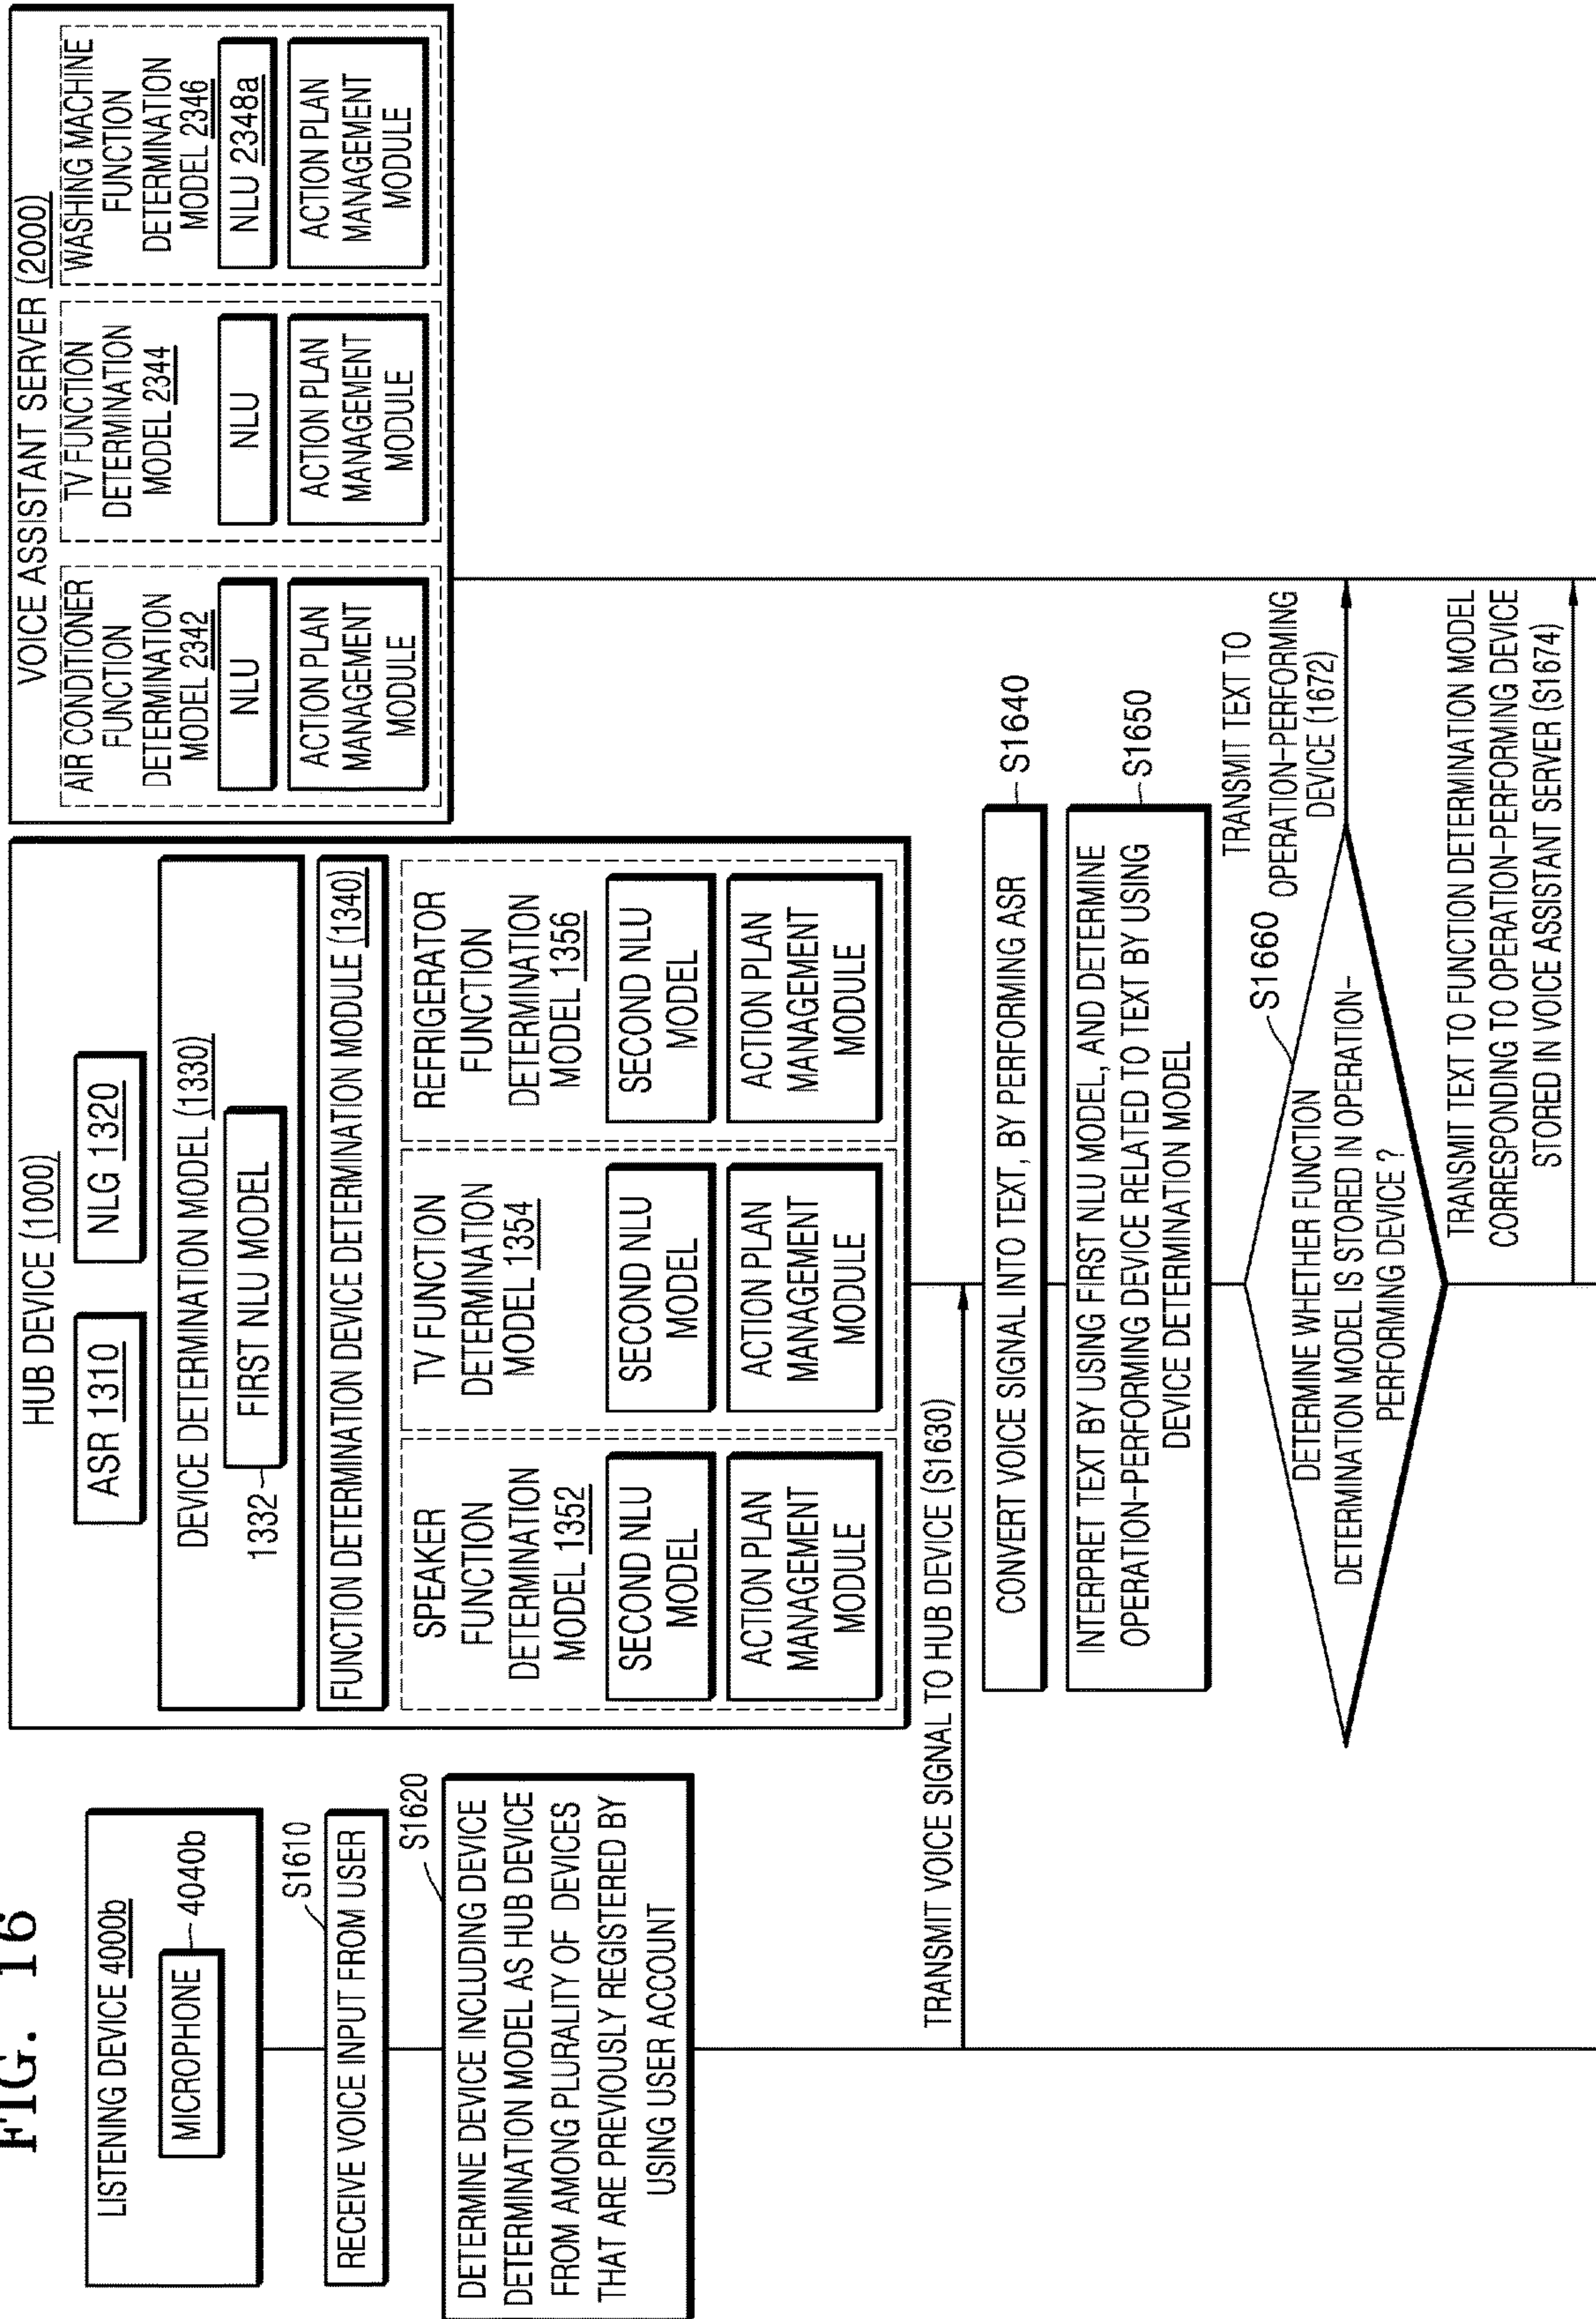 FIG. 16
LISTENING DEVICE 4000b
MICROPHONE
4040b
S1610
RECEIVE VOICE INPUT FROM USER
S1620
DETERMINE DEVICE INCLUDING DEVICE
DETERMINATION MODEL AS HUB DEVICE
FROM AMONG PLURALITY OF DEVICES
THAT ARE PREVIOUSLY REGISTERED BY
USING USER ACCOUNT
HUB DEVICE (1000)
ASR 1310
NLG 1320
DEVICE DETERMINATION MODEL (1330)
1332
FIRST NLU MODEL
FUNCTION DETERMINATION DEVICE DETERMINATION MODULE (1340)
SPEAKER
FUNCTION
DETERMINATION
MODEL 1352
SECOND NLU
MODEL
ACTION PLAN
MANAGEMENT
MODULE
TV FUNCTION
DETERMINATION
MODEL 1354
SECOND NLU
MODEL
ACTION PLAN
MANAGEMENT
MODULE
REFRIGERATOR
FUNCTION
DETERMINATION
MODEL 1356
SECOND NLU
MODEL
ACTION PLAN
MANAGEMENT
MODULE
VOICE ASSISTANT SERVER (2000)
AIR CONDITIONER
FUNCTION
DETERMINATION
MODEL 2342
NLU
ACTION PLAN
MANAGEMENT
MODULE
TV FUNCTION
DETERMINATION
MODEL 2344
NLU
ACTION PLAN
MANAGEMENT
MODULE
WASHING MACHINE
FUNCTION
DETERMINATION
MODEL 2346
NLU 2348a
ACTION PLAN
MANAGEMENT
MODULE
TRANSMIT VOICE SIGNAL TO HUB DEVICE (S1630)
CONVERT VOICE SIGNAL INTO TEXT, BY PERFORMING ASR
S1640
INTERPRET TEXT BY USING FIRST NLU MODEL, AND DETERMINE
OPERATION-PERFORMING DEVICE RELATED TO TEXT BY USING
DEVICE DETERMINATION MODEL
S1650
S1660
DETERMINE WHETHER FUNCTION
DETERMINATION MODEL IS STORED IN OPERATION-
PERFORMING DEVICE ?
TRANSMIT TEXT TO
OPERATION-PERFORMING
DEVICE (1672)
TRANSMIT TEXT TO FUNCTION DETERMINATION MODEL
CORRESPONDING TO OPERATION-PERFORMING DEVICE
STORED IN VOICE ASSISTANT SERVER (S1674)